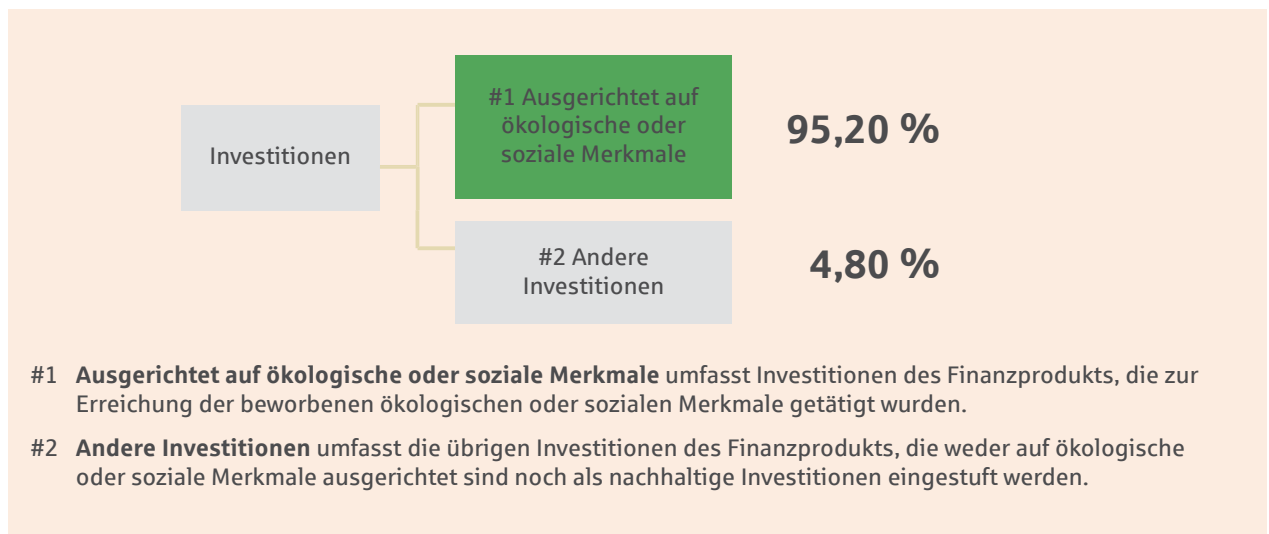 #1 Ausgerichtet auf
ökologische oder
soziale Merkmale
95,20 %
Investitionen
#2 Andere
Investitionen
4,80 %
#1 Ausgerichtet auf ökologische oder soziale Merkmale umfasst Investitionen des Finanzprodukts, die zur
Erreichung der beworbenen ökologischen oder sozialen Merkmale getätigt wurden.
#2 Andere Investitionen umfasst die übrigen Investitionen des Finanzprodukts, die weder auf ökologische
oder soziale Merkmale ausgerichtet sind noch als nachhaltige Investitionen eingestuft werden.